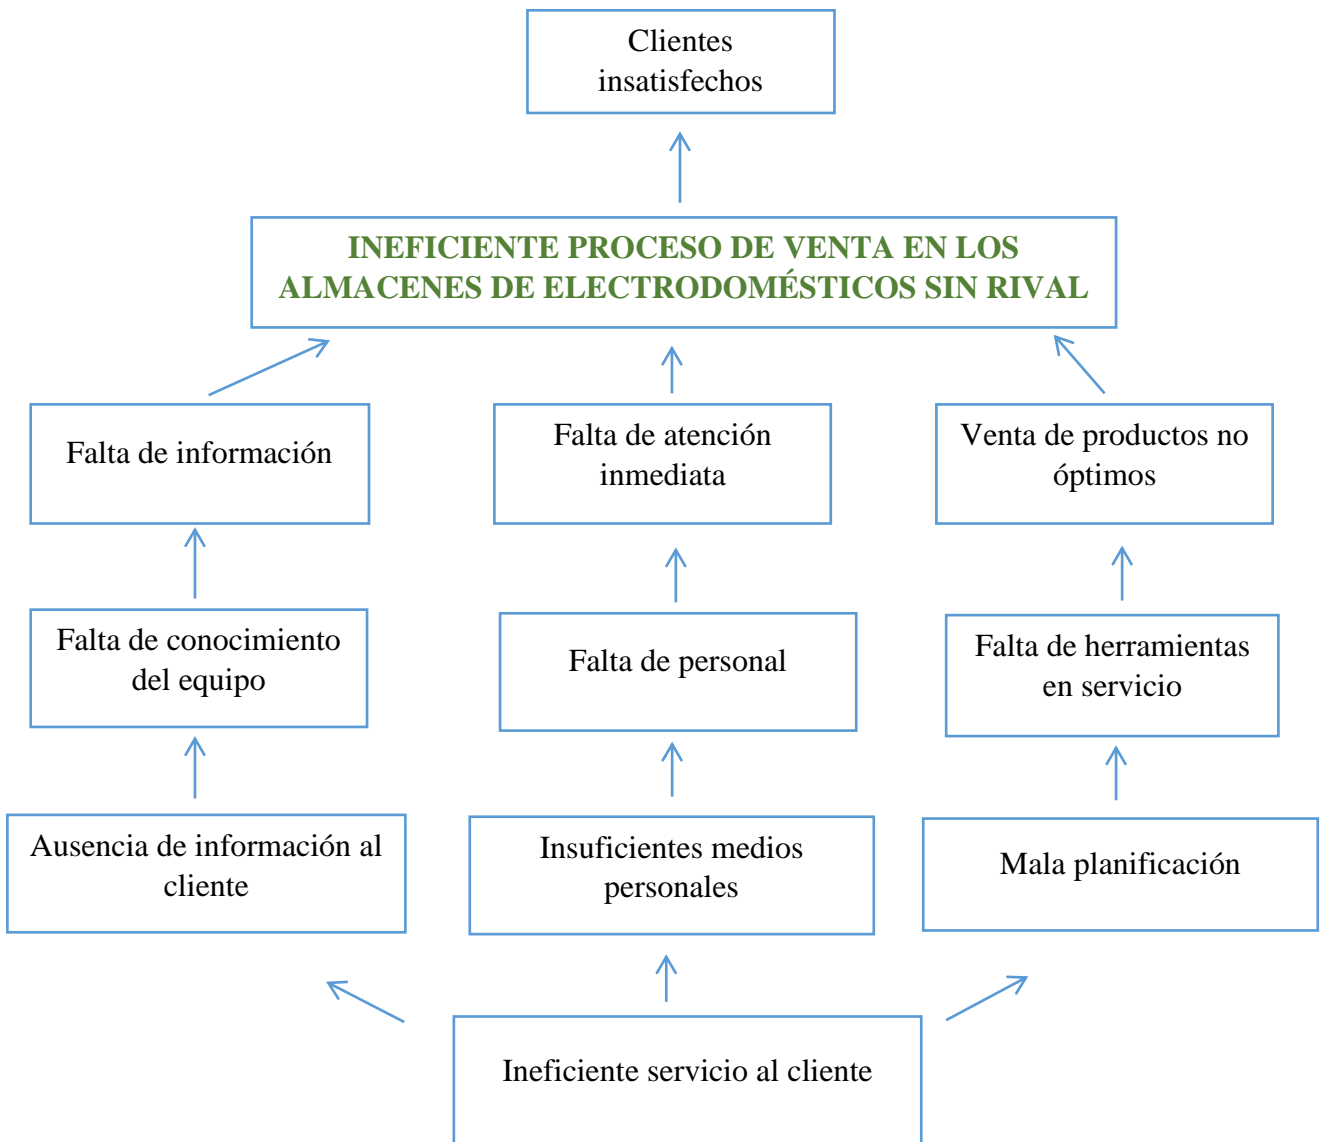 Clientes
insatisfechos
INEFICIENTE PROCESO DE VENTA EN LOS
ALMACENES DE ELECTRODOMÉSTICOS SIN RIVAL
Falta de información
Falta de atención
inmediata
Venta de productos no
óptimos
Falta de conocimiento
del equipo
Falta de personal
Falta de herramientas
en servicio
Ausencia de información al
cliente
Insuficientes medios
personales
Mala planificación
Ineficiente servicio al cliente